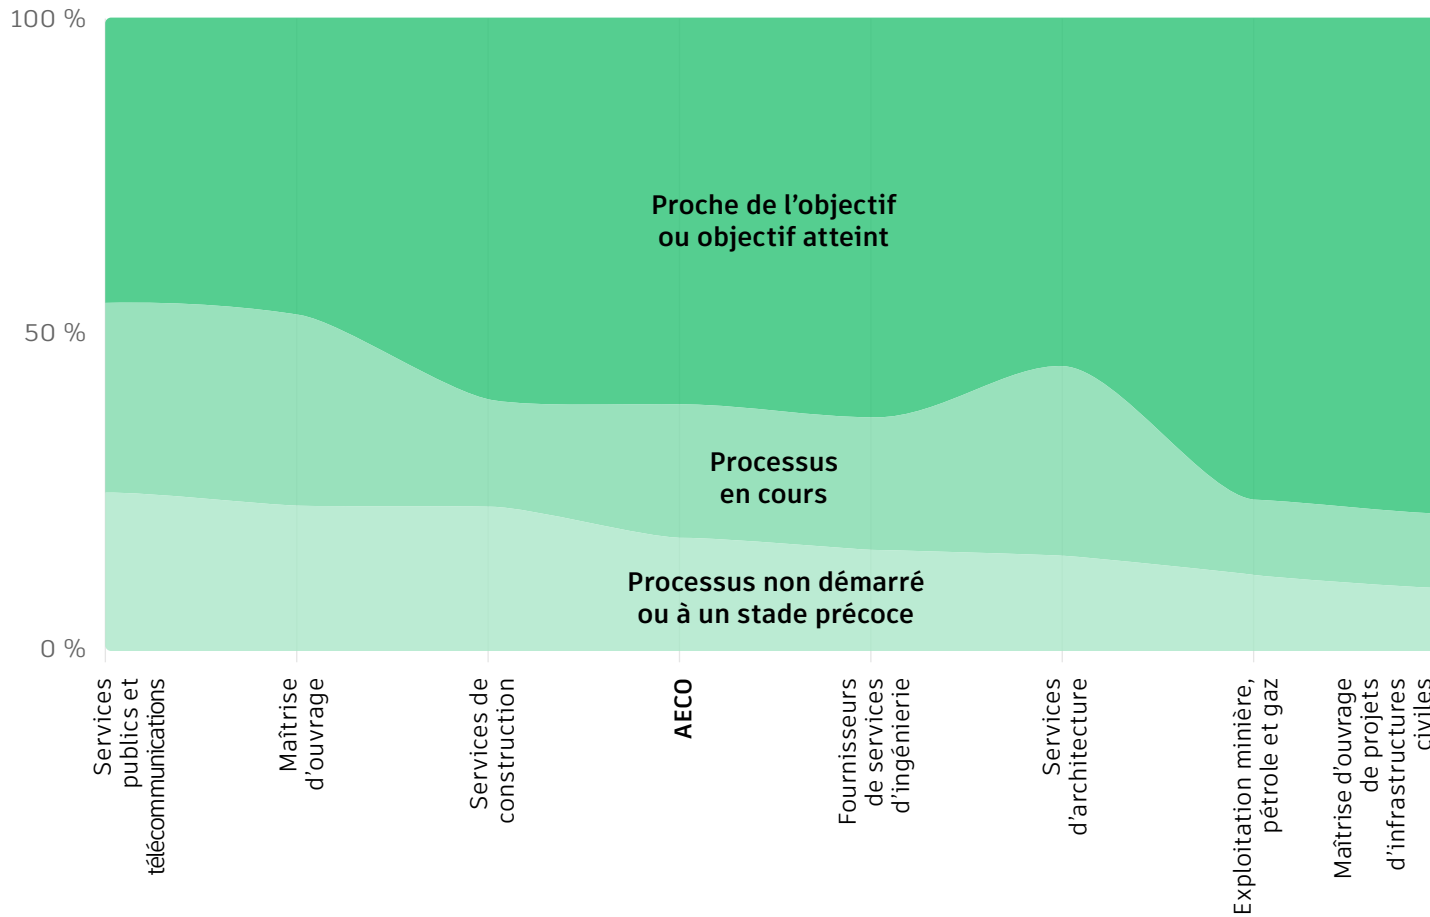 100 %
50 %
0 %
Proche de l’objectif
ou objectif atteint
Processus
en cours
Processus non démarré
ou à un stade précoce
Services
publics et
télécommunications
Maîtrise
d’ouvrage
Services de
construction
AECO
Fournisseurs
de services
d’ingénierie
Services
d’architecture
Exploitation minière,
pétrole et gaz
Maîtrise d’ouvrage
de projets
d’infrastructures
civiles